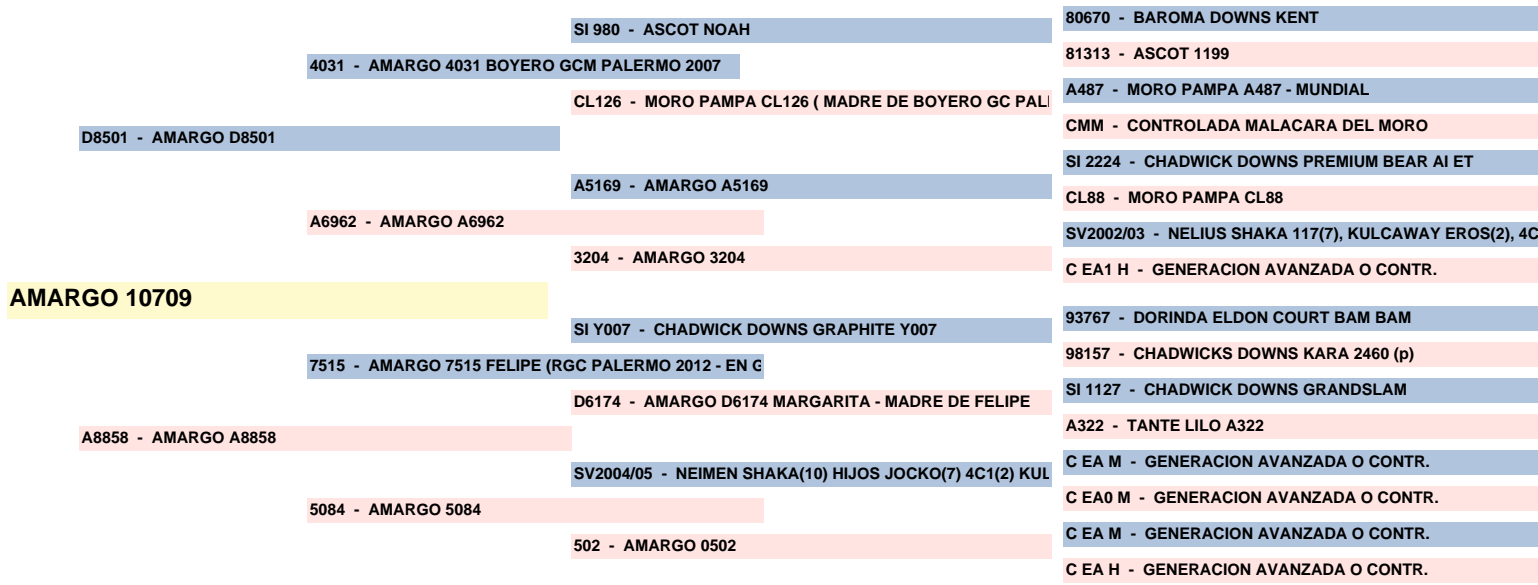 80670 - BAROMA DOWNS KENT
SI 980 - ASCOT NOAH
81313 - ASCOT 1199
4031 - AMARGO 4031 BOYERO GCM PALERMO 2007
A487 - MORO PAMPA A487 - MUNDIAL
CL126 - MORO PAMPA CL126 ( MADRE DE BOYERO GC PAL
CMM - CONTROLADA MALACARA DEL MORO
D8501 - AMARGO D8501
SI 2224 - CHADWICK DOWNS PREMIUM BEAR AI ET
A5169 - AMARGO A5169
CL88 - MORO PAMPA CL88
A6962 - AMARGO A6962
SV2002/03 - NELIUS SHAKA 117(7), KULCAWAY EROS(2), 4C
3204 - AMARGO 3204
C EA1 H - GENERACION AVANZADA O CONTR.
AMARGO 10709
93767 - DORINDA ELDON COURT BAM BAM
SI Y007 - CHADWICK DOWNS GRAPHITE Y007
98157 - CHADWICKS DOWNS KARA 2460 (p)
7515 - AMARGO 7515 FELIPE (RGC PALERMO 2012 - EN G
SI 1127 - CHADWICK DOWNS GRANDSLAM
D6174 - AMARGO D6174 MARGARITA - MADRE DE FELIPE
A322 - TANTE LILO A322
A8858 - AMARGO A8858
C EA M - GENERACION AVANZADA O CONTR.
SV2004/05 - NEIMEN SHAKA(10) HIJOS JOCKO(7) 4C1(2) KUL
C EA0 M - GENERACION AVANZADA O CONTR.
5084 - AMARGO 5084
C EA M - GENERACION AVANZADA O CONTR.
502 - AMARGO 0502
C EA H - GENERACION AVANZADA O CONTR.